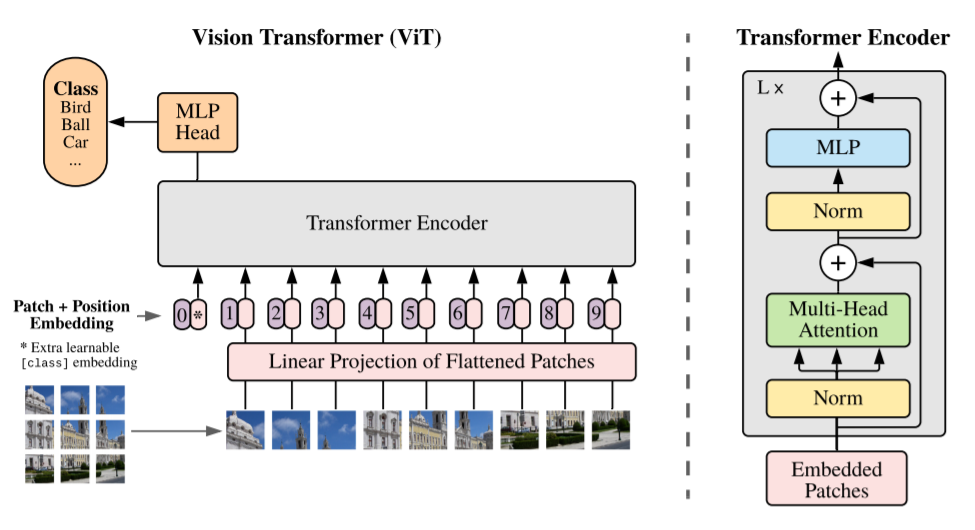 Vision Transformer (ViT)
Class
Bird
Ball
Car
...
MLP
Head
Transformer Encoder
Patch + Position
Embedding
* Extra learnable
[class] embedding
0 * 1 2 3 4 5 6 7 8 9
Linear Projection of Flattened Patches
Transformer Encoder
L ×
+
MLP
Norm
+
Multi-Head
Attention
Norm
Embedded
Patches